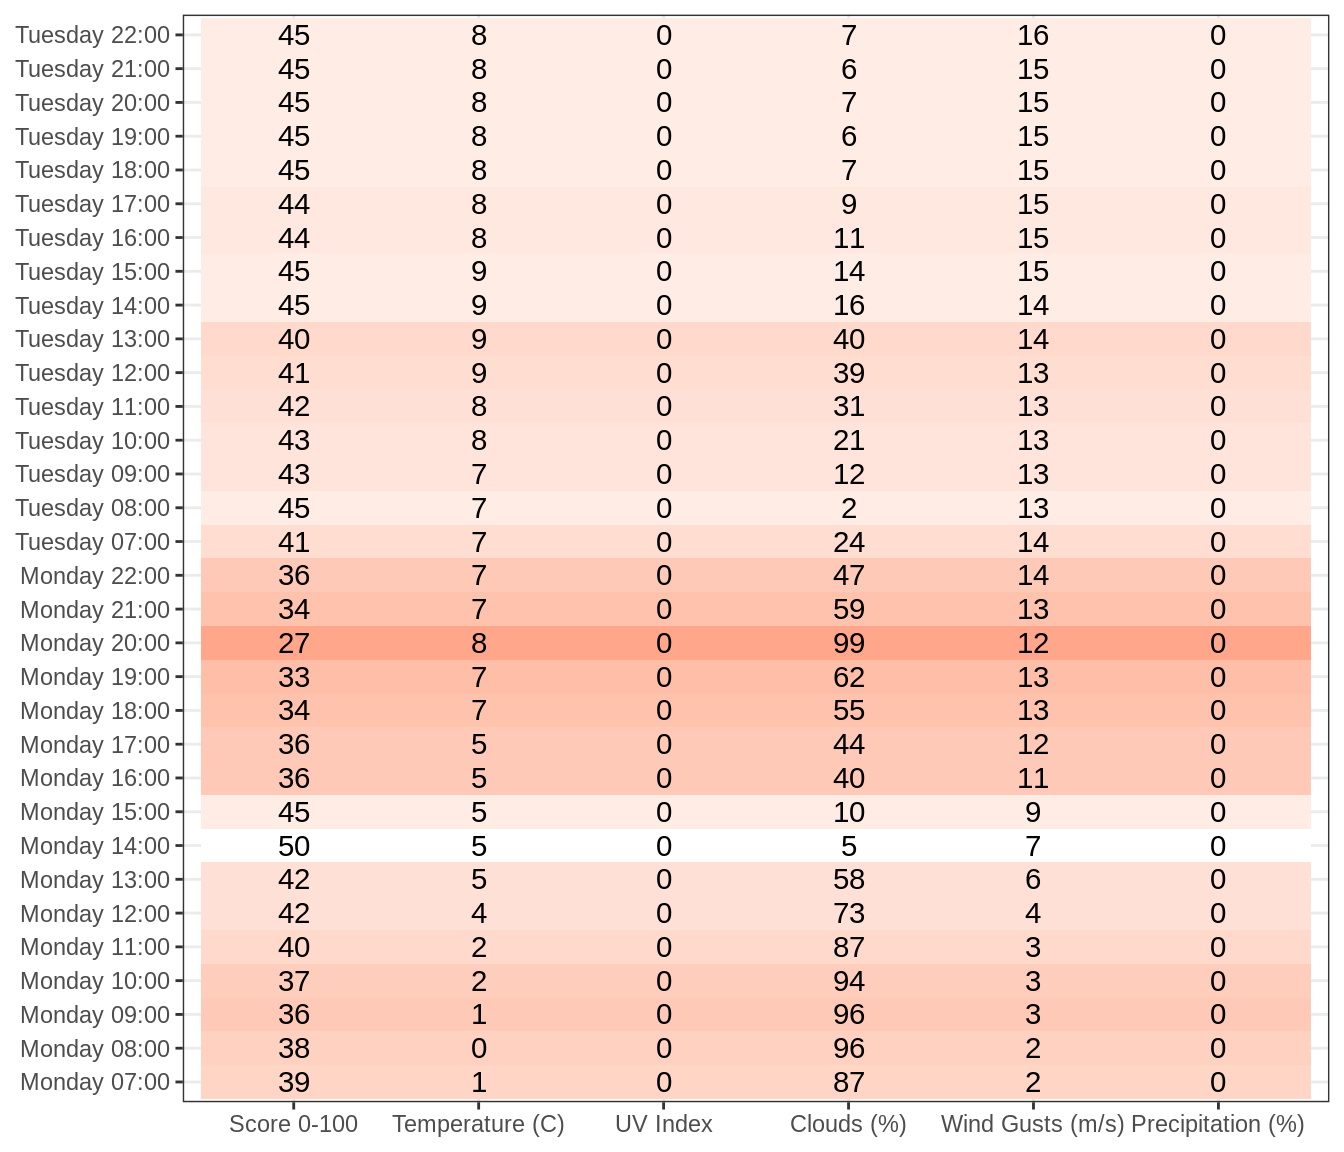 Tuesday 22:00 45 8 0 7 16 0
Tuesday 21:00 45 8 0 6 15 0
Tuesday 20:00 45 8 0 7 15 0
Tuesday 19:00 45 8 0 6 15 0
Tuesday 18:00 45 8 0 7 15 0
Tuesday 17:00 44 8 0 9 15 0
Tuesday 16:00 44 8 0 11 15 0
Tuesday 15:00 45 9 0 14 15 0
Tuesday 14:00 45 9 0 16 14 0
Tuesday 13:00 40 9 0 40 14 0
Tuesday 12:00 41 9 0 39 13 0
Tuesday 11:00 42 8 0 31 13 0
Tuesday 10:00 43 8 0 21 13 0
Tuesday 09:00 43 7 0 12 13 0
Tuesday 08:00 45 7 0 2 13 0
Tuesday 07:00 41 7 0 24 14 0
Monday 22:00 36 7 0 47 14 0
Monday 21:00 34 7 0 59 13 0
Monday 20:00 27 8 0 99 12 0
Monday 19:00 33 7 0 62 13 0
Monday 18:00 34 7 0 55 13 0
Monday 17:00 36 5 0 44 12 0
Monday 16:00 36 5 0 40 11 0
Monday 15:00 45 5 0 10 9 0
Monday 14:00 50 5 0 5 7 0
Monday 13:00 42 5 0 58 6 0
Monday 12:00 42 4 0 73 4 0
Monday 11:00 40 2 0 87 3 0
Monday 10:00 37 2 0 94 3 0
Monday 09:00 36 1 0 96 3 0
Monday 08:00 38 0 0 96 2 0
Monday 07:00 39 1 0 87 2 0
Score 0-100 Temperature (C) UV Index Clouds (%) Wind Gusts (m/s) Precipitation (%)